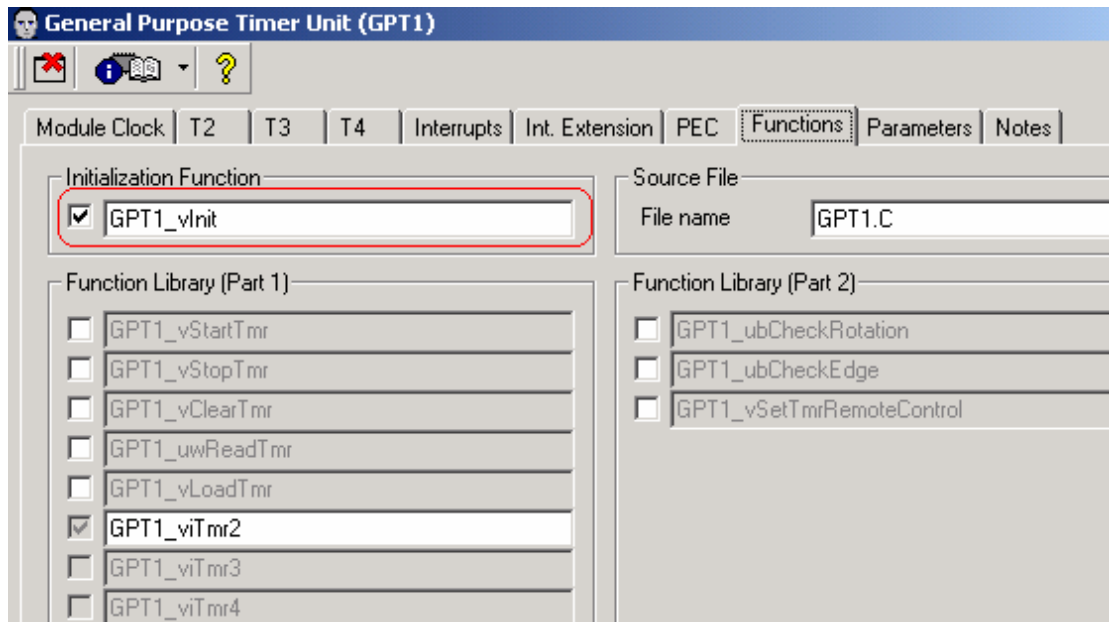 General Purpose Timer Unit (GPT1)
Module Clock T2 T3 T4 Interrupts Int. Extension PEC Functions Parameters Notes
Initialization Function
GPT1_vInit
Source File
File name GPT1.C
Function Library (Part 1)
GPT1_vStartTmr
GPT1_vStopTmr
GPT1_vClearTmr
GPT1_uwReadTmr
GPT1_vLoadTmr
GPT1_viTmr2
GPT1_viTmr3
GPT1_viTmr4
Function Library (Part 2)
GPT1_ubCheckRotation
GPT1_ubCheckEdge
GPT1_vSetTmrRemoteControl